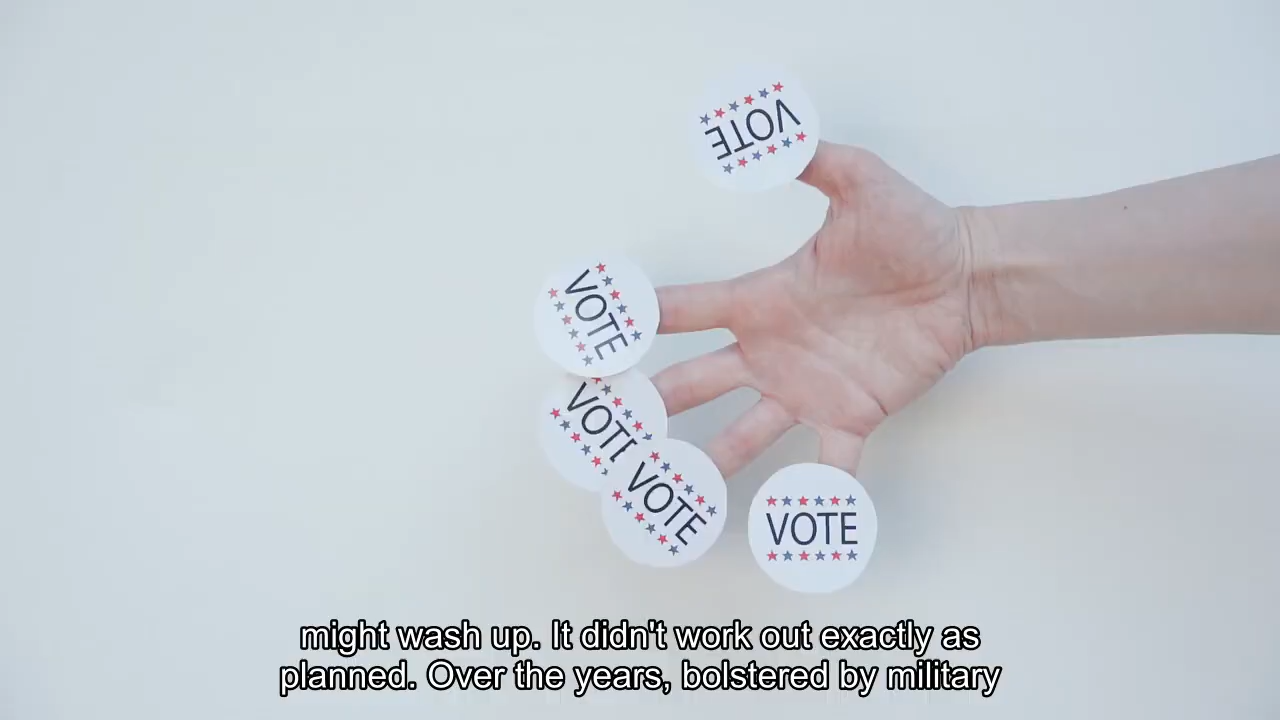 VOTE
VOTE
VOTE
VOTE
VOTE
might wash up. It didn't work out exactly as
planned. Over the years, bolstered by military